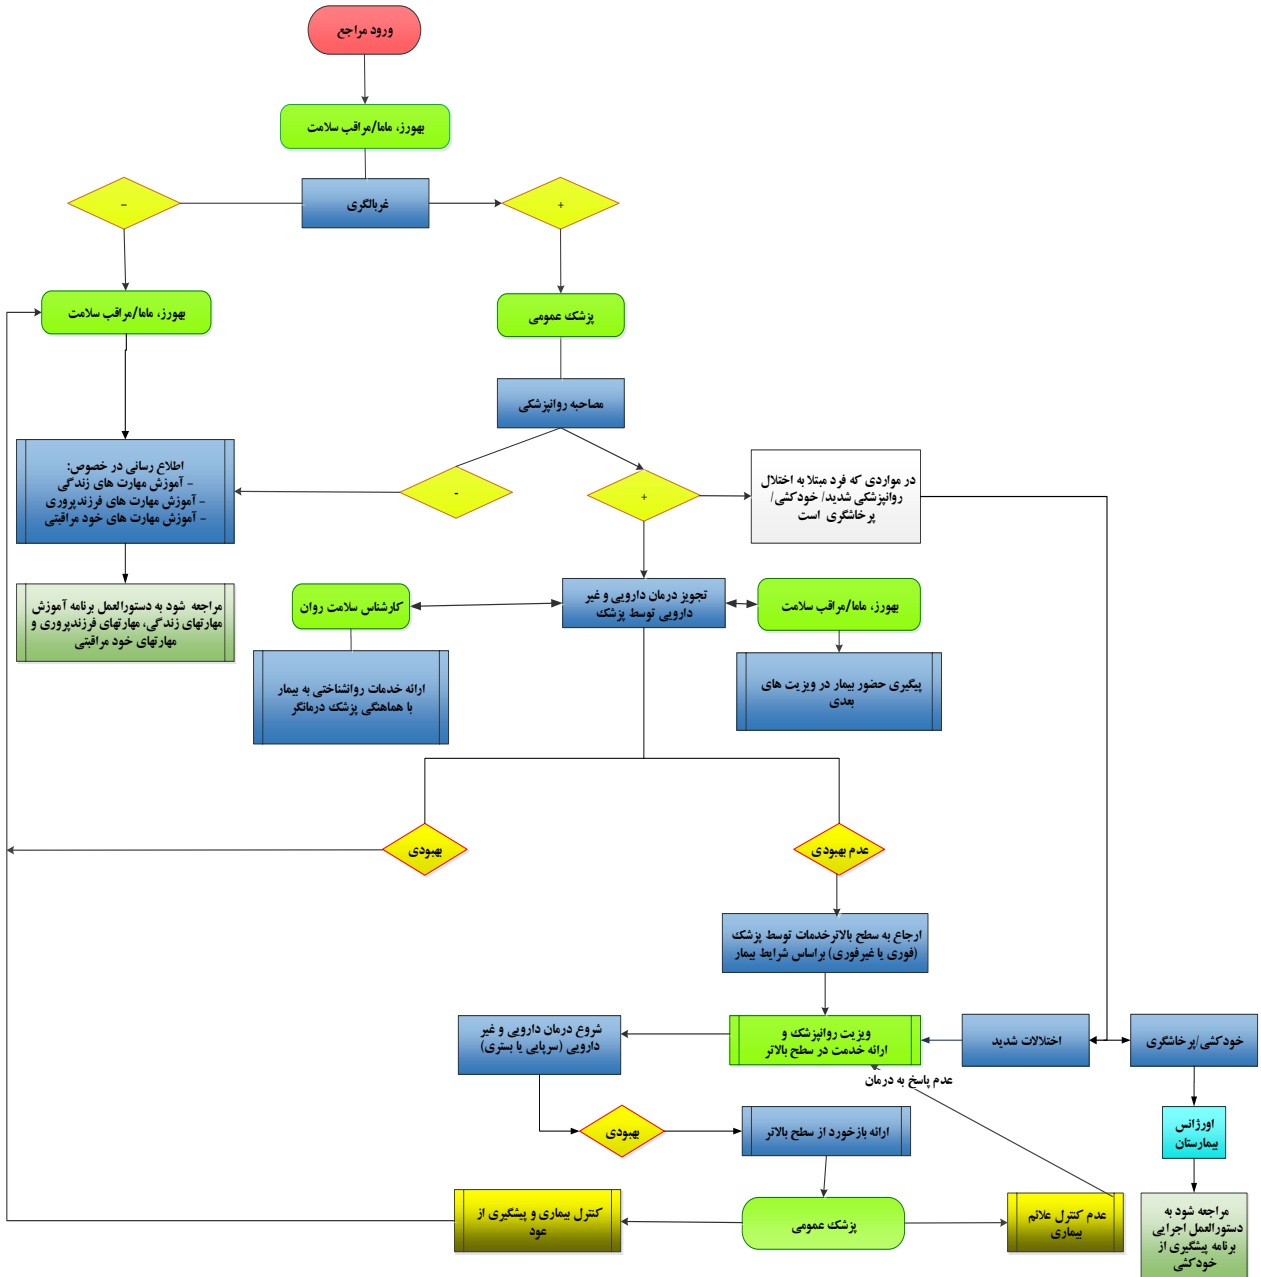 ورود مراجع
بهورز، ماما/مراقب سلامت
غربالگری
-
+
بهورز، ماما/مراقب سلامت
پزشک عمومی
مصاحبه روانپزشکی
اطلاع رسانی در خصوص:
- آموزش مهارت های زندگی
- آموزش مهارت های فرزندپروری
- آموزش مهارت های خود مراقبتی
-
+
در مواردی که فرد مبتلا به اختلال
روانپزشکی شدید/ خودکشی/
پرخاشگری است
مراجعه شود به دستورالعمل برنامه آموزش
مهارتهای زندگی، مهارتهای فرزندپروری و
مهارتهای خود مراقبتی
کارشناس سلامت روان
تجویز درمان دارویی و غیر
دارویی توسط پزشک
بهورز، ماما/مراقب سلامت
ارائه خدمات روانشناختی به بیمار
با هماهنگی پزشک درمانگر
پیگیری حضور بیمار در ویزیت های
بعدی
بهبودی
عدم بهبودی
ارجاع به سطح بالاترخدمات توسط پزشک
(فوری یا غیرفوری) براساس شرایط بیمار
شروع درمان دارویی و غیر
دارویی (سرپایی یا بستری)
ویزیت روانپزشک و
ارائه خدمت در سطح بالاتر
اختلالات شدید
خودکشی/پرخاشگری
عدم پاسخ به درمان
بهبودی
ارائه بازخورد از سطح بالاتر
اورژانس
بیمارستان
کنترل بیماری و پیشگیری از
عود
پزشک عمومی
عدم کنترل علائم
بیماری
مراجعه شود به
دستورالعمل اجرایی
برنامه پیشگیری از
خودکشی